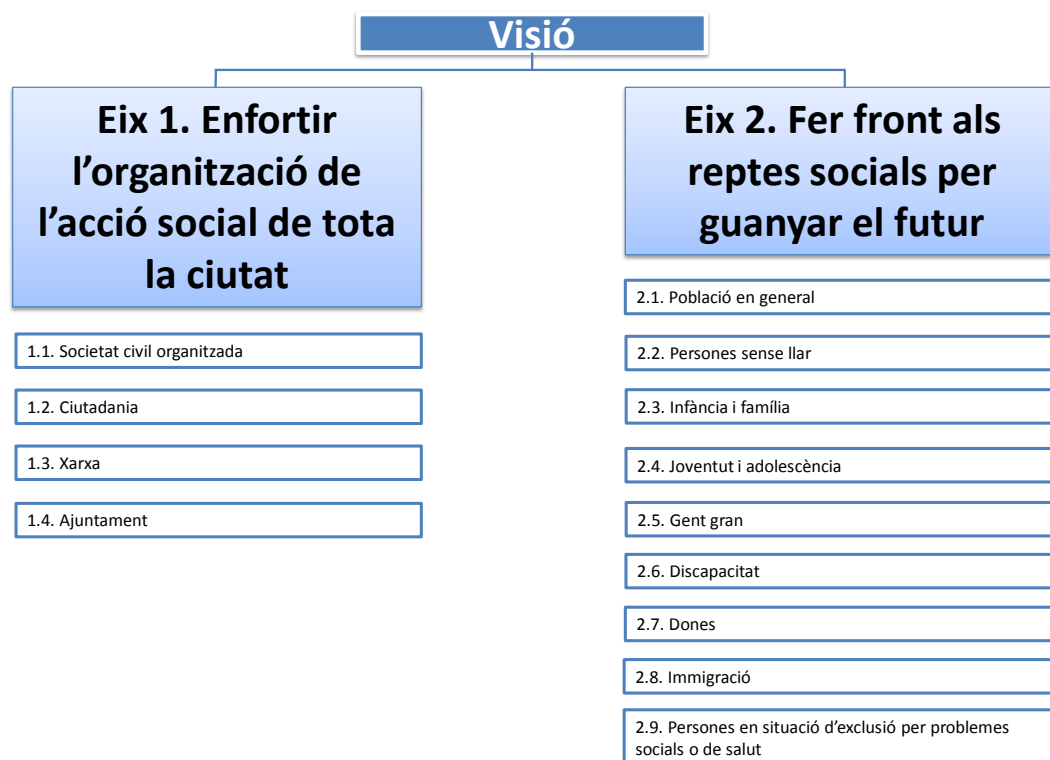 Visió
Eix 1. Enfortir
l’organització de
l’acció social de tota
la ciutat
1.1. Societat civil organitzada
1.2. Ciutadania
1.3. Xarxa
1.4. Ajuntament
Eix 2. Fer front als
reptes socials per
guanyar el futur
2.1. Població en general
2.2. Persones sense llar
2.3. Infància i família
2.4. Joventut i adolescència
2.5. Gent gran
2.6. Discapacitat
2.7. Dones
2.8. Immigració
2.9. Persones en situació d’exclusió per problemes
socials o de salut